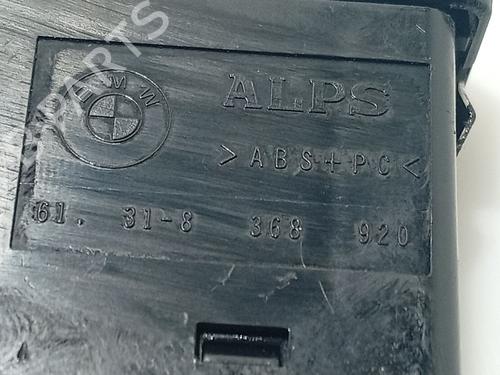 BMW
ALPS
>ABS+PC<
61. 31-8 368 920